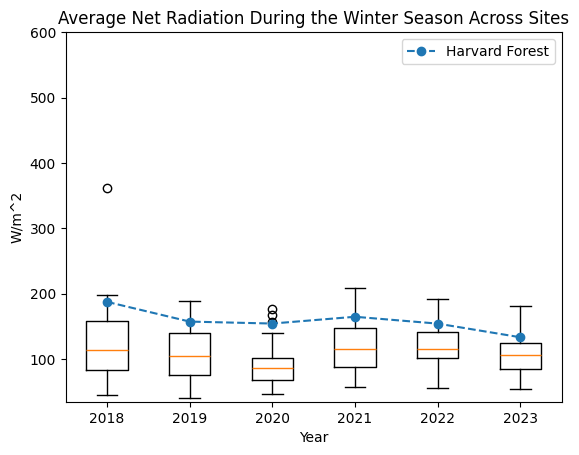 Average Net Radiation During the Winter Season Across Sites
Harvard Forest
600
500
400
300
200
100
W/m^2
2018 2019 2020 2021 2022 2023
Year